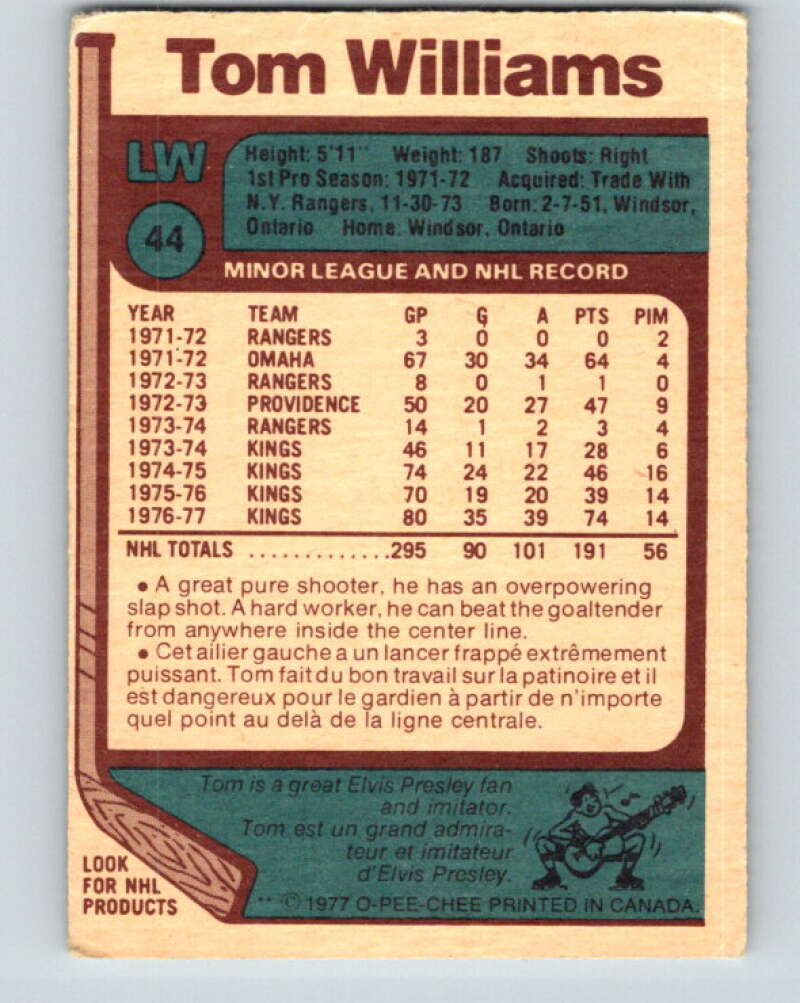 Tom Williams
LW
44
Height: 5'11" Weight: 187 Shoots: Right
1st Pro Season: 1971-72 Acquired: Trade With
N.Y. Rangers, 11-30-73 Born: 2-7-51, Windsor,
Ontario Home: Windsor, Ontario
MINOR LEAGUE AND NHL RECORD
YEAR TEAM GP G A PTS PIM
1971-72 RANGERS 3 0 0 0 2
1971-72 OMAHA 67 30 34 64 4
1972-73 RANGERS 8 0 1 1 0
1972-73 PROVIDENCE 50 20 27 47 9
1973-74 RANGERS 14 1 2 3 4
1973-74 KINGS 46 11 17 28 6
1974-75 KINGS 74 24 22 46 16
1975-76 KINGS 70 19 20 39 14
1976-77 KINGS 80 35 39 74 14
NHL TOTALS .............295 90 101 191 56
• A great pure shooter, he has an overpowering
slap shot. A hard worker, he can beat the goaltender
from anywhere inside the center line.
• Cet ailier gauche a un lancer frappé extrêmement
puissant. Tom fait du bon travail sur la patinoire et il
est dangereux pour le gardien à partir de n'importe
quel point au delà de la ligne centrale.
Tom is a great Elvis Presley fan
and imitator.
Tom est un grand admira-
teur et imitateur
d'Elvis Presley.
LOOK
FOR NHL
PRODUCTS
** © 1977 O-PEE-CHEE PRINTED IN CANADA.